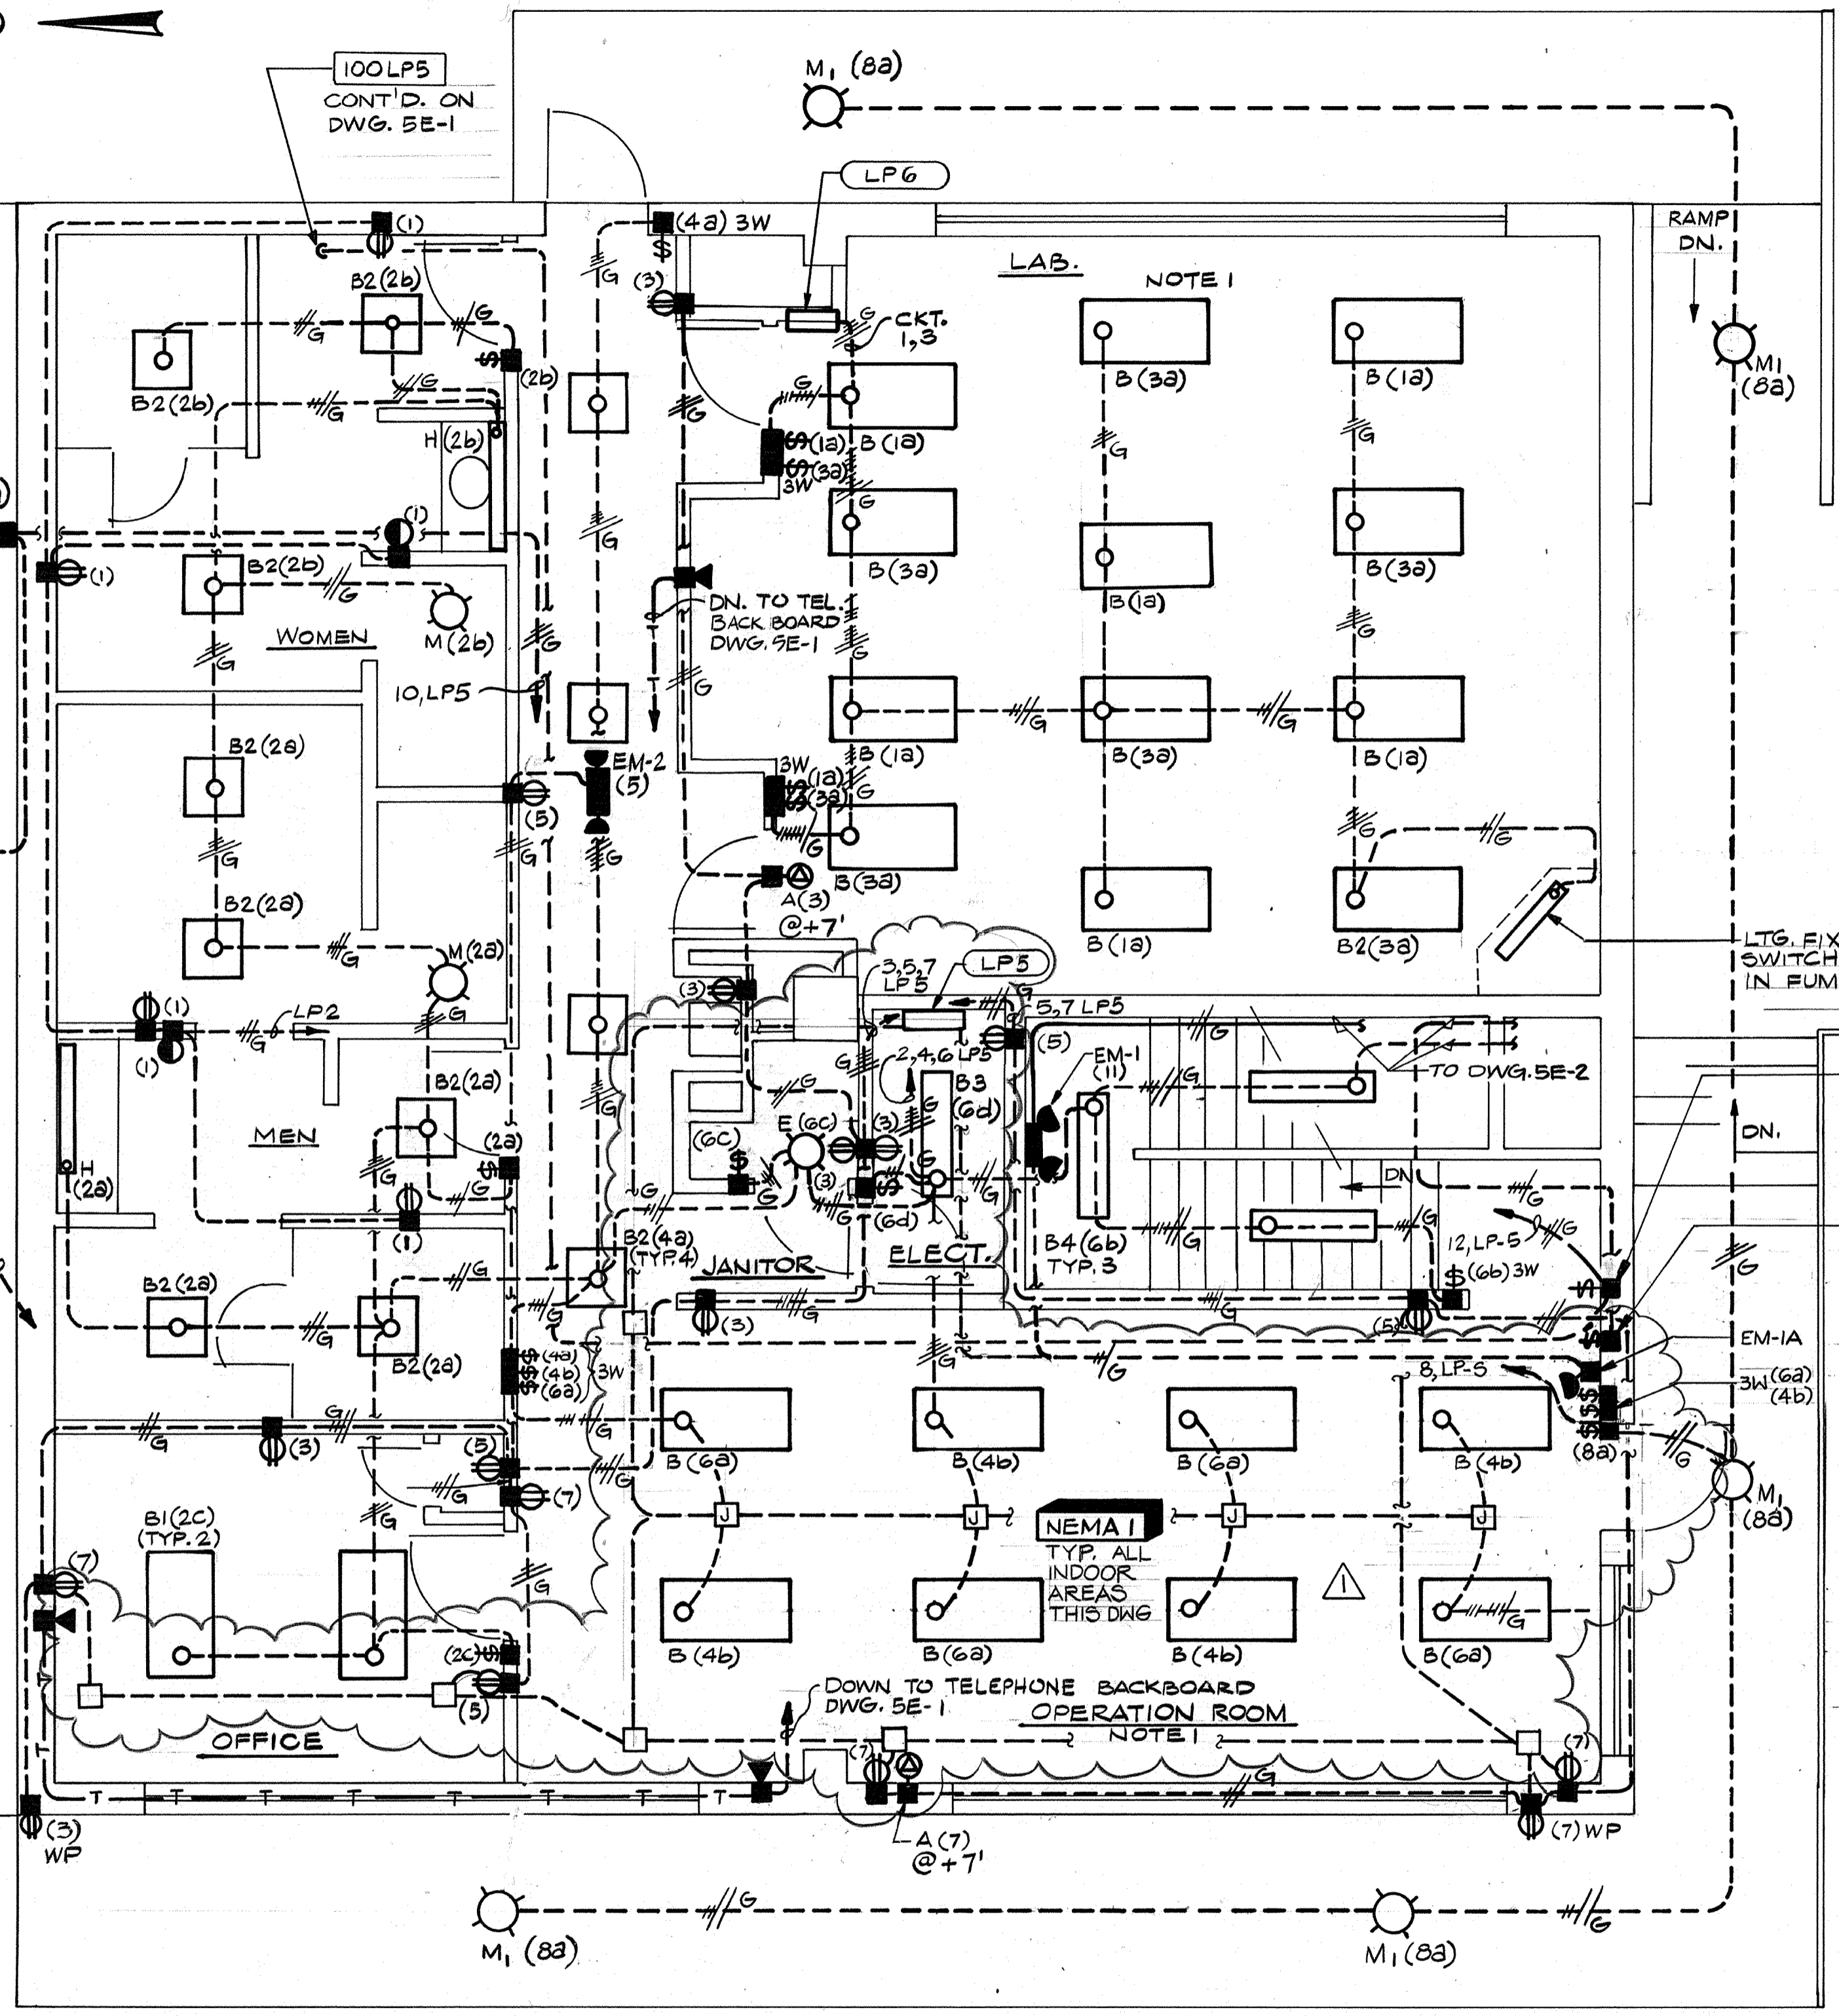 M1 (8a)
100LP5
CONT'D. ON
DWG. 5E-1
LP6
(1)
(4a) 3W
RAMP
DN.
LAB.
NOTE 1
B2(2b)
(3)
G
CKT.
1,3
G
G
G
B2(2b)
(2b)
B(3a)
B(1a)
M1
(8a)
G
G
G
G
H(2b)
(1a)
(3a)
3W
B(1a)
G
G
(1)
G
G
(1)
B2(2b)
B(3a)
B(1a)
B(3a)
DN. TO TEL.
BACK BOARD
DWG. 5E-1
G
WOMEN
M(2b)
G
G
G
G
10, LP5
G
G
G
B2(2a)
EM-2
(5)
3W
(1a)
(3a)
B(1a)
B(3a)
B(1a)
(5)
G
G
G
G
G
G
G
B2(2a)
A(3)
@+7'
B(3a)
B(1a)
B2(3a)
G
M(2a)
LTG. FIX
SWITCH
IN FUM
3,5,7
LP5
LP5
(3)
G
5,7 LP5
(1)
LP2
G
G
(1)
(5)
G
B2(2a)
2,4,6 LP5
EM-1
(11)
TO DWG. 5E-2
G
G
G
B3
(6d)
MEN
(2a)
(6c)
E(6c)
(3)
DN.
H
(2a)
G
G
G
(3)
G
G
DN
G
(1)
G
G
(6d)
G
G
B2(4a)
(TYP.4)
JANITOR
ELECT.
B4(6b)
TYP. 3
12, LP-5
G
(6b) 3W
G
B2(2a)
G
G
G
(3)
G
G
(5)
B2(2a)
(4a)
(4b)
(6a)
3W
G
G
8, LP-5
EM-1A
3W (6a)
(4b)
G
G
(3)
G
(5)
G
B(6a)
B(4b)
B(6a)
B(4b)
(8a)
G
G
(7)
M1
(8a)
B1(2c)
(TYP. 2)
G
J
J
NEMA 1
J
J
TYP. ALL
INDOOR
AREAS
THIS DWG
1
(7)
G
G
(2c)
B(4b)
B(6a)
B(4b)
B(6a)
(5)
DOWN TO TELEPHONE BACKBOARD
DWG. 5E-1
OPERATION ROOM
NOTE 1
OFFICE
T
T
(7)
(7)
T T T T T T T T
G
(3)
WP
A(7)
@+7'
(7) WP
G
G
M1 (8a)
M1 (8a)